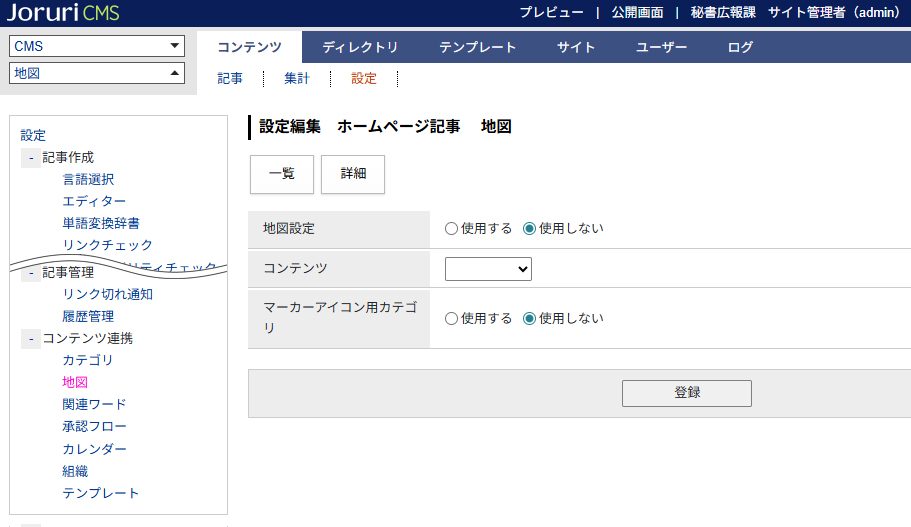 Joruri CMS
プレビュー | 公開画面 | 秘書広報課 サイト管理者（admin）
CMS
地図
コンテンツ ディレクトリ テンプレート サイト ユーザー ログ
記事 集計 設定
設定
- 記事作成
言語選択
エディター
単語変換辞書
リンクチェック
リティチェック
- 記事管理
リンク切れ通知
履歴管理
- コンテンツ連携
カテゴリ
地図
関連ワード
承認フロー
カレンダー
組織
テンプレート
設定編集 ホームページ記事 地図
一覧 詳細
地図設定 使用する 使用しない
コンテンツ
マーカーアイコン用カテゴ
リ
使用する 使用しない
登録